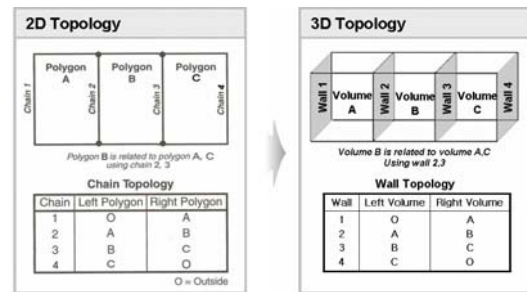 2D Topology
Chain 1
Polygon A
Chain 2
Polygon B
Chain 3
Polygon C
Chain 4
Polygon B is related to polygon A, C
using chain 2, 3
Chain Topology
Chain Left Polygon Right Polygon
1 O A
2 A B
3 B C
4 C O
O = Outside
3D Topology
Wall 1
Volume A
Wall 2
Volume B
Wall 3
Volume C
Wall 4
Volume B is related to volume A,C
Using wall 2,3
Wall Topology
Wall Left Volume Right Volume
1 O A
2 A B
3 B C
4 C O